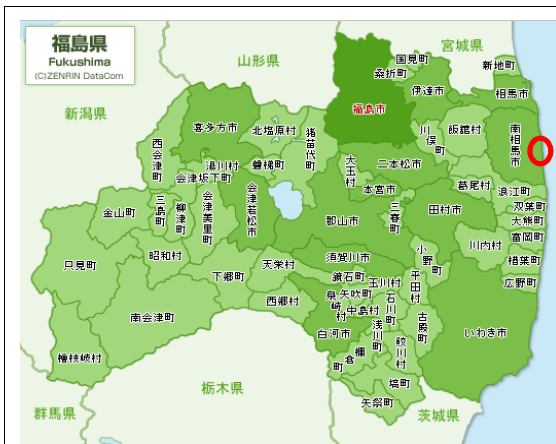 福島県
Fukushima
(C)ZENRIN DataCom
宮城県
山形県
新潟県
国見町
桑折町
新地町
伊達市
相馬市
福島市
喜多方市
北塩原村
猪苗代町
川俣町
飯舘村
南相馬市
西会津町
湯川村
会津坂下町
磐梯町
大玉村
二本松市
本宮市
葛尾村
浪江町
双葉町
大熊町
富岡町
楢葉町
広野町
三島町
柳津町
会津美里町
会津若松市
郡山市
三春町
田村市
川内村
金山町
昭和村
只見町
下郷町
天栄村
須賀川市
小野町
平田村
鏡石町
玉川村
西郷村
泉崎村
矢吹町
中島村
石川町
古殿町
南会津町
白河市
浅川町
棚倉町
鮫川村
いわき市
檜枝岐村
塙町
矢祭町
栃木県
群馬県
茨城県